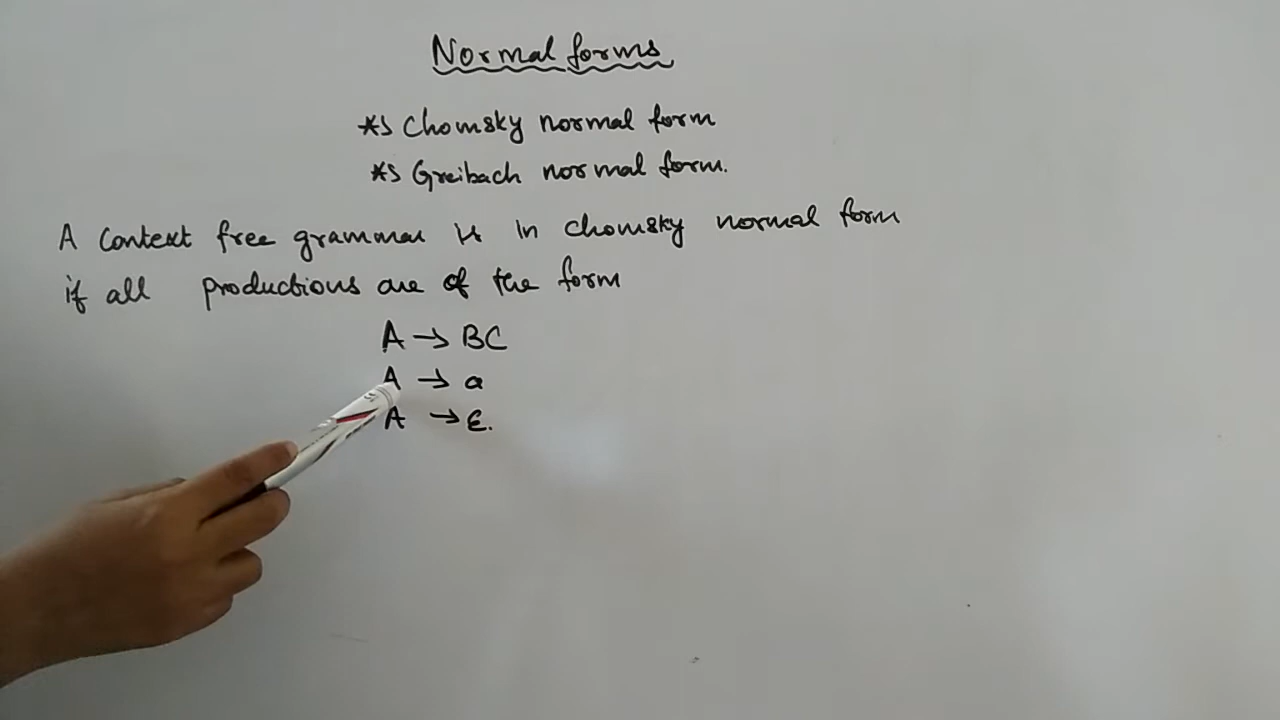 Normal forms
*) Chomsky normal form
*) Greibach normal form.
A Context free grammar is in chomsky normal form
if all productions are of the form
A → BC
A → a
A → ε.